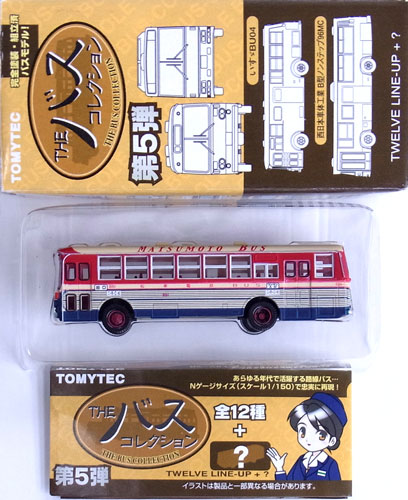 完全塗装・組立済
バスモデル!
TOMYTEC
THE バス
コレクション
THE BUS COLLECTION
第5弾
いすゞBU04
西日本車体工業 B型ノンステップ96MC
TWELVE LINE-UP + ?
MATSUMOTO BUS
TOMYTEC
THE バス
コレクション
THE BUS COLLECTION
第5弾
あらゆる年代で活躍する路線バス…
Nゲージサイズ(スケール1/150)で忠実に再現!
全12種
+
?
TWELVE LINE-UP + ?
イラストは製品と一部異なる場合があります。